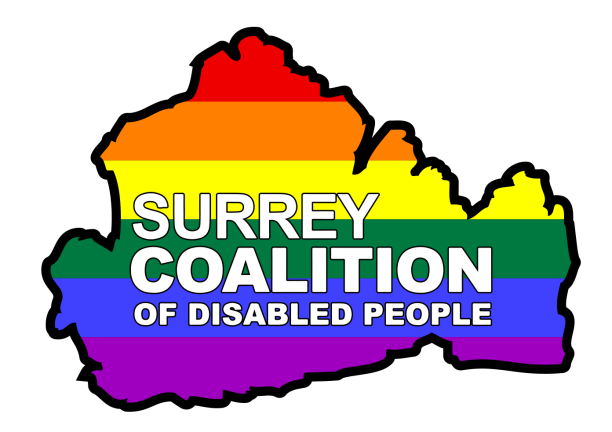 SURREY
COALITION
OF DISABLED PEOPLE